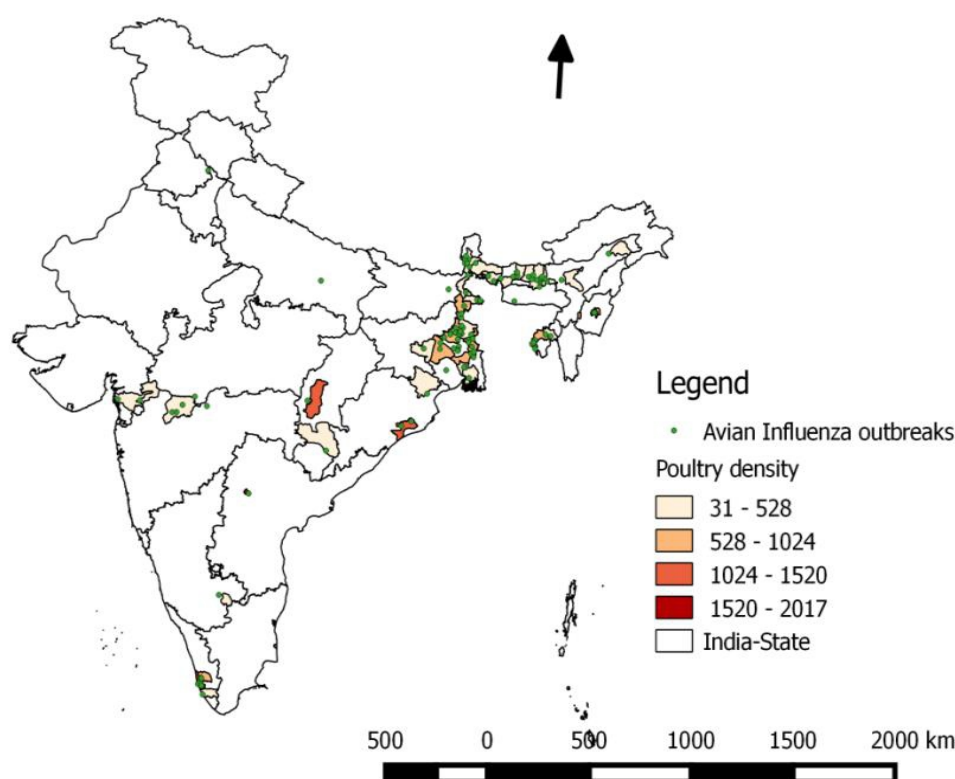 Legend
Avian Influenza outbreaks
Poultry density
31 - 528
528 - 1024
1024 - 1520
1520 - 2017
India-State
500 0 500 1000 1500 2000 km